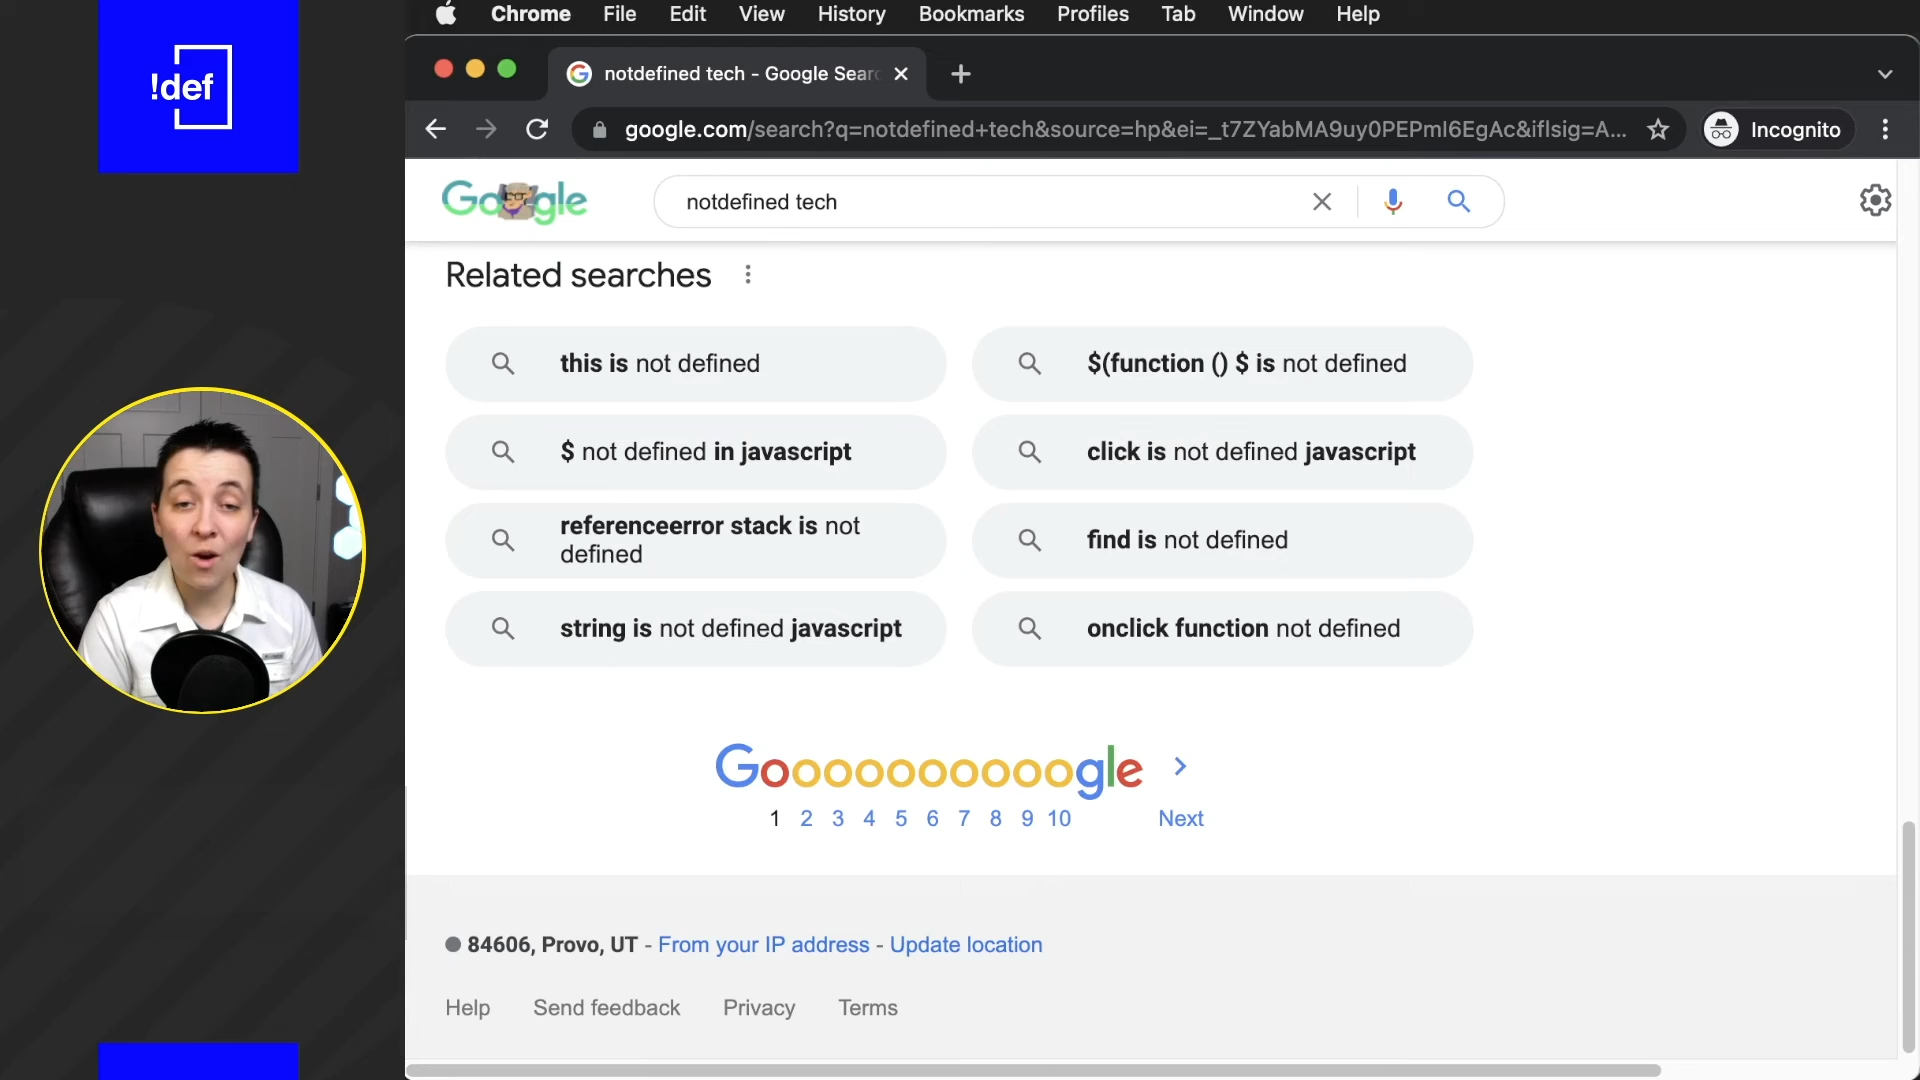 !def
Chrome File Edit View History Bookmarks Profiles Tab Window Help
notdefined tech - Google Sear
google.com/search?q=notdefined+tech&source=hp&ei=_t7ZYabMA9uy0PEPmI6EgAc&iflsig=A...
Incognito
Google
notdefined tech
Related searches
this is not defined
$(function () $ is not defined
$ not defined in javascript
click is not defined javascript
referenceerror stack is not
defined
find is not defined
string is not defined javascript
onclick function not defined
Goooooooooogle
1 2 3 4 5 6 7 8 9 10 Next
84606, Provo, UT - From your IP address - Update location
Help Send feedback Privacy Terms